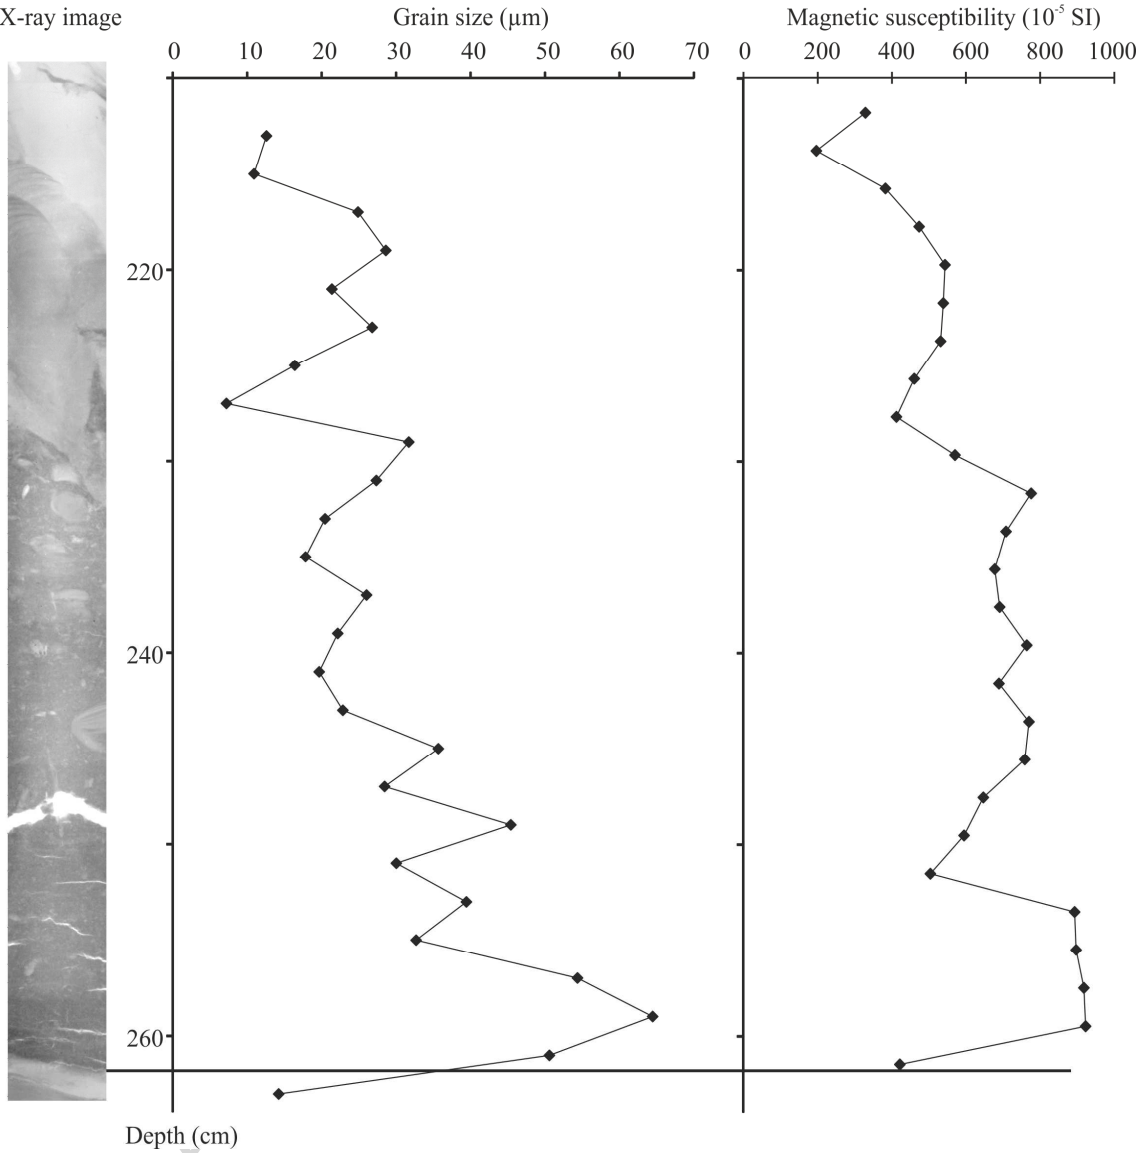 X-ray image
Grain size (µm)
Magnetic susceptibility (10⁻⁵ SI)
0 10 20 30 40 50 60 70
0 200 400 600 800 1000
220
240
260
Depth (cm)